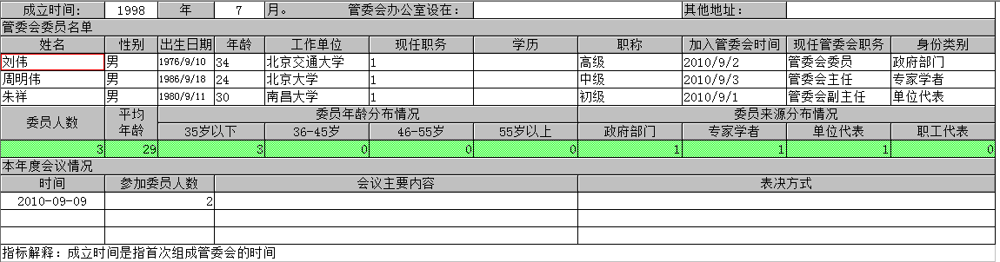 成立时间: 1998 年 7 月。 管委会办公室设在: 其他地址:
管委会委员名单
姓名 性别 出生日期 年龄 工作单位 现任职务 学历 职称 加入管委会时间 现任管委会职务 身份类别
刘伟 男 1976/9/10 34 北京交通大学 1 高级 2010/9/2 管委会委员 政府部门
周明伟 男 1986/9/18 24 北京大学 1 中级 2010/9/3 管委会主任 专家学者
朱祥 男 1980/9/11 30 南昌大学 1 初级 2010/9/1 管委会副主任 单位代表
委员人数 平均年龄 委员年龄分布情况 委员来源分布情况
35岁以下 36-45岁 46-55岁 55岁以上 政府部门 专家学者 单位代表 职工代表
3 29 3 0 0 0 1 1 1 0
本年度会议情况
时间 参加委员人数 会议主要内容 表决方式
2010-09-09 2
指标解释: 成立时间是指首次组成管委会的时间